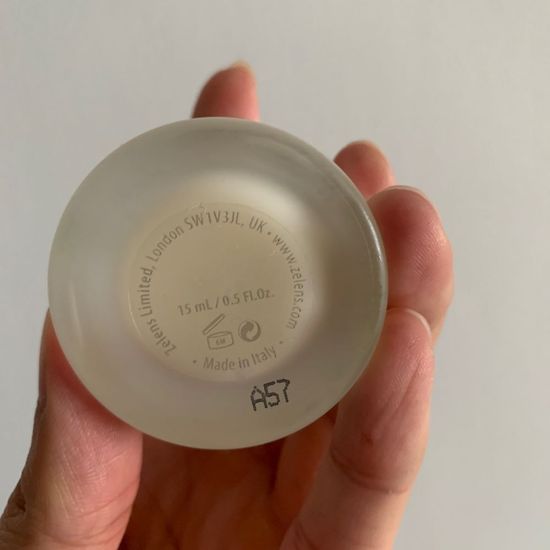 Zelens Limited, London SW1V3JL, UK • www.zelens.com
15 mL / 0.5 Fl.Oz.
6M
• Made in Italy •
A57